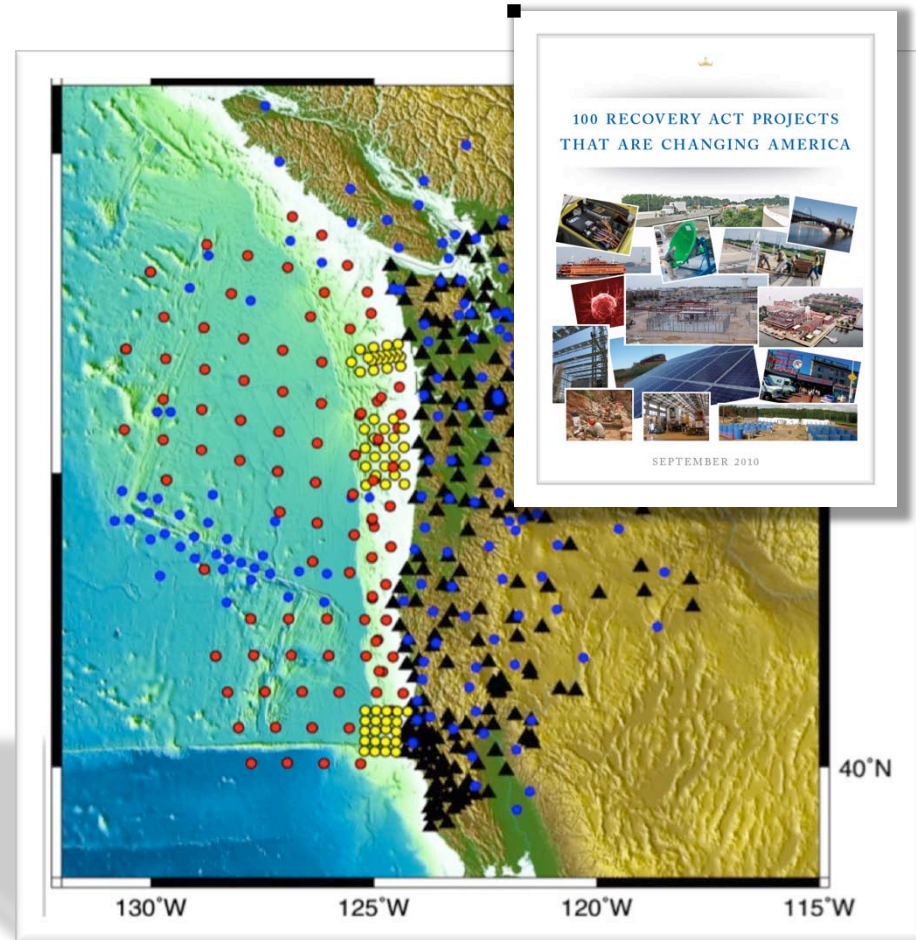 100 RECOVERY ACT PROJECTS
THAT ARE CHANGING AMERICA
SEPTEMBER 2010
40°N
130°W
125°W
120°W
115°W